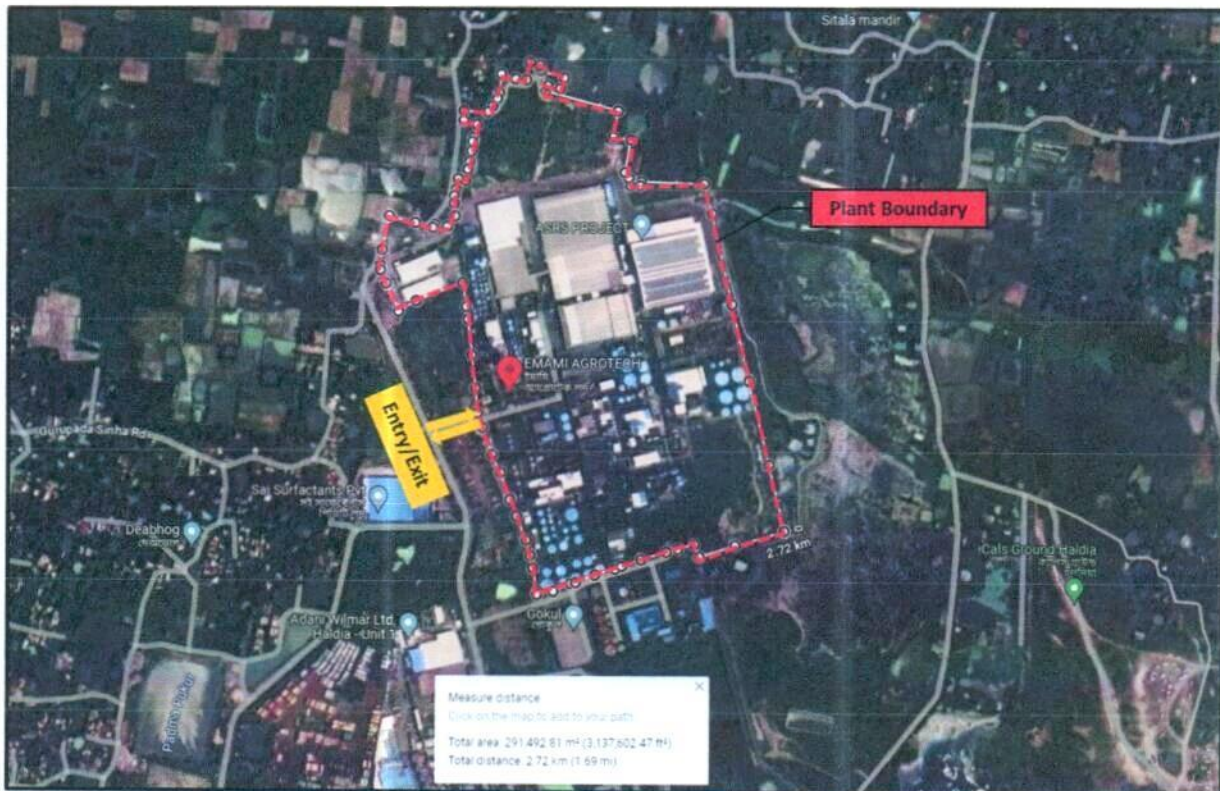 Sitala mandir
Plant Boundary
ASRS PROJECT
EMAMI AGROTECH
Entry/Exit
Gurupada Sinha Rd
Sai Surfactants Pvt
Deabhog
2.72 km
Cals Ground Haldia
Adani Wilmar Ltd,
Haldia - Unit 1
Gokul
Padma Pukur
Measure distance
Click on the map to add to your path
Total area: 291,492.81 m² (3,137,602.47 ft²)
Total distance: 2.72 km (1.69 mi)